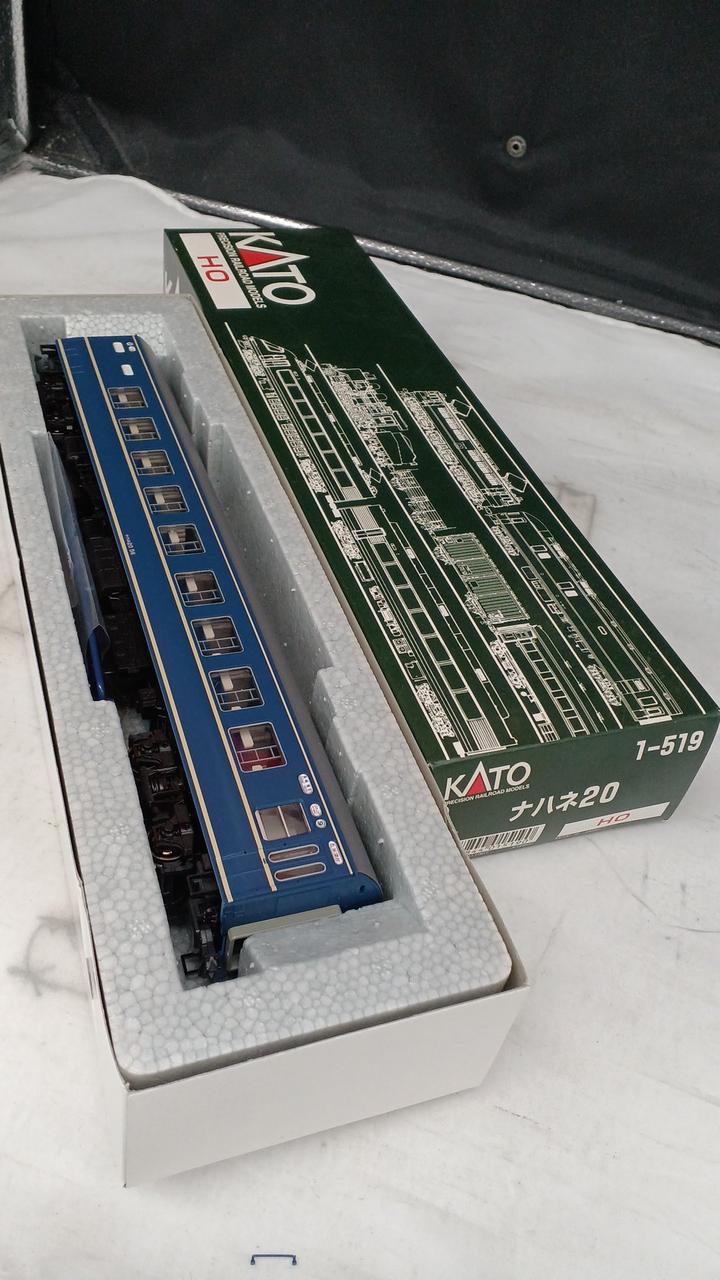 KATO
PRECISION RAILROAD MODELS
HO
1-519
KATO
PRECISION RAILROAD MODELS
ナハネ20
HO